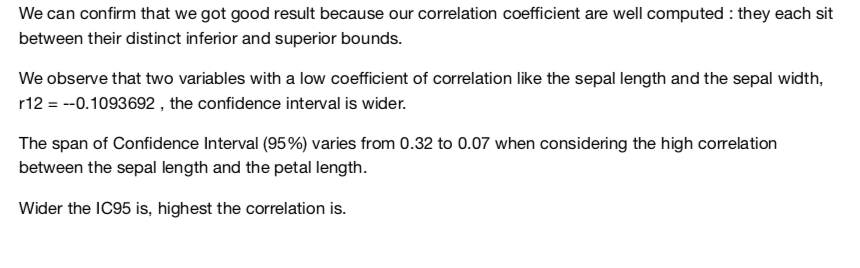 We can confirm that we got good result because our correlation coefficient are well computed : they each sit
between their distinct inferior and superior bounds.
We observe that two variables with a low coefficient of correlation like the sepal length and the sepal width,
r12 = --0.1093692 , the confidence interval is wider.
The span of Confidence Interval (95%) varies from 0.32 to 0.07 when considering the high correlation
between the sepal length and the petal length.
Wider the IC95 is, highest the correlation is.